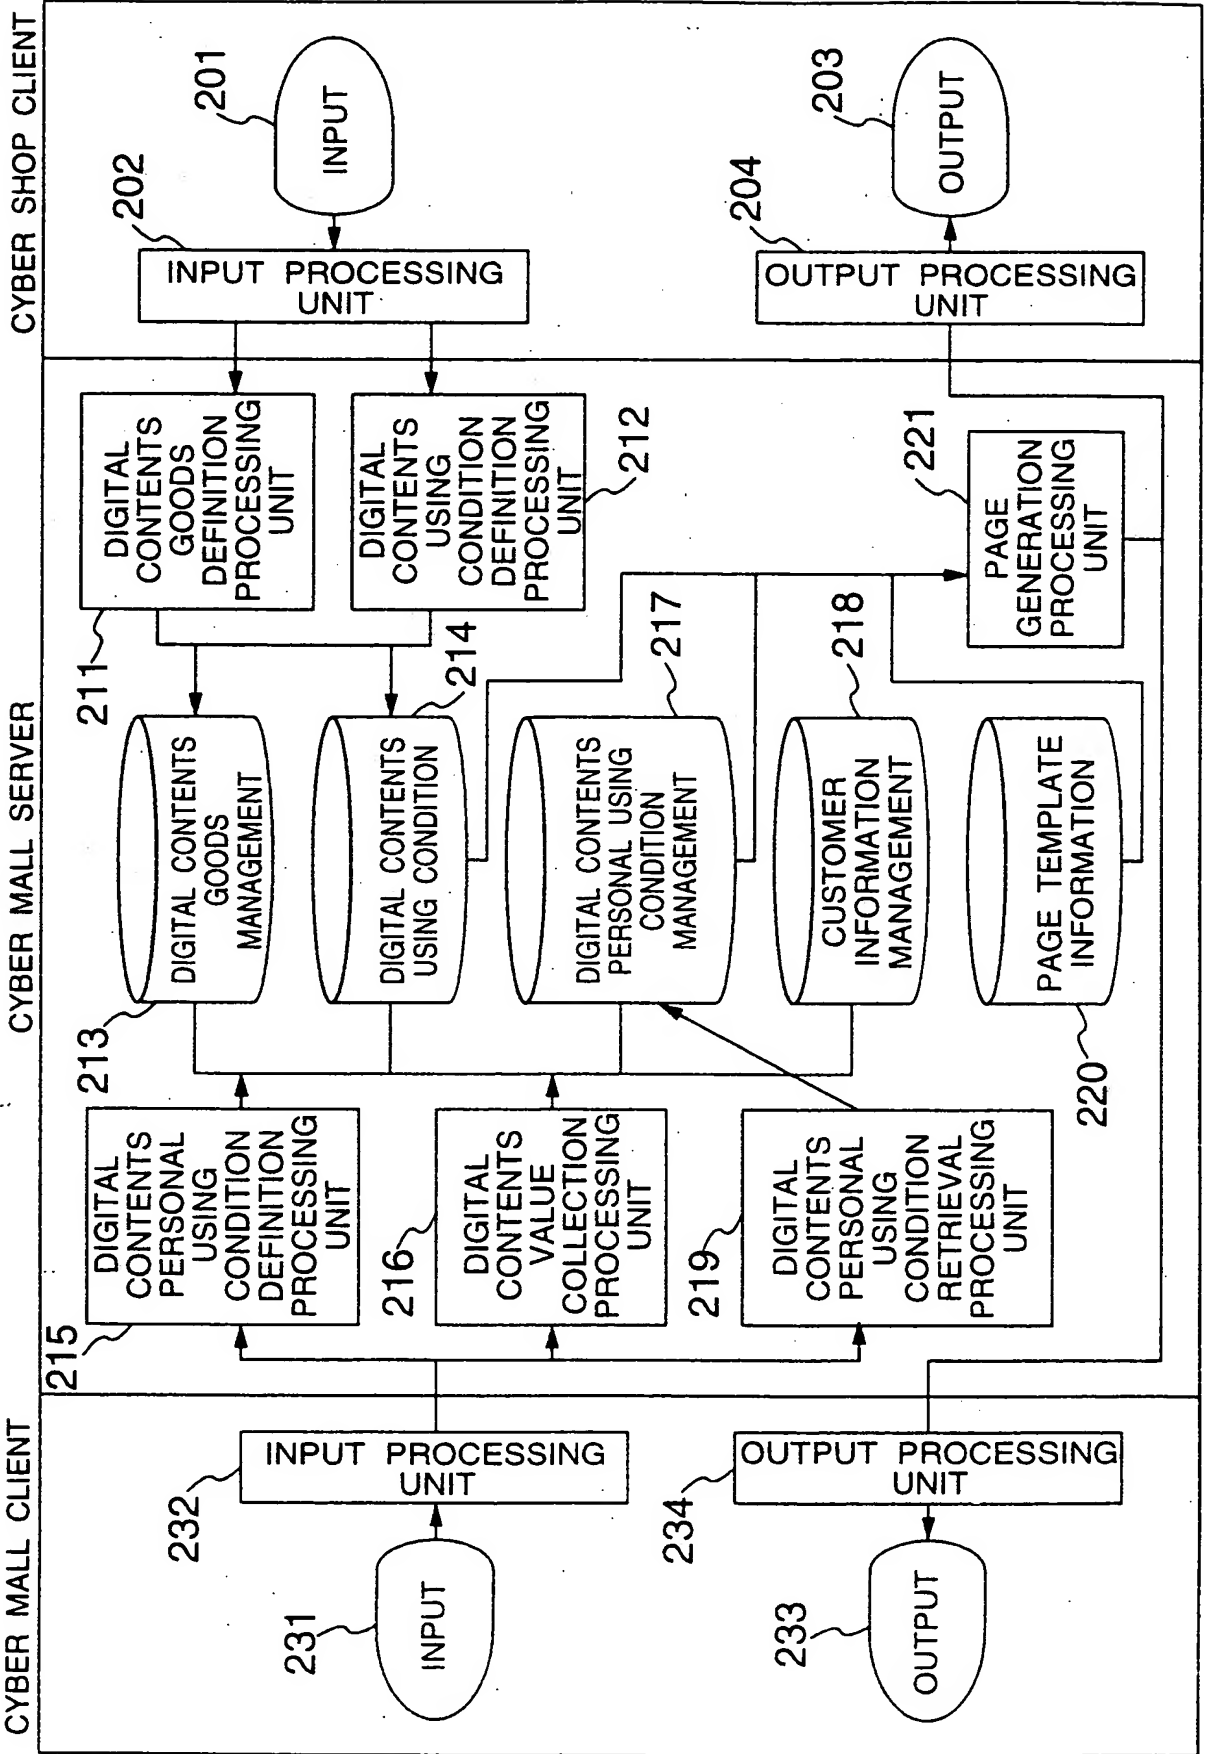 CYBER MALL CLIENT
CYBER MALL SERVER
CYBER SHOP CLIENT
231
INPUT
232
INPUT PROCESSING
UNIT
233
OUTPUT
234
OUTPUT PROCESSING
UNIT
215
DIGITAL
CONTENTS
PERSONAL
USING
CONDITION
DEFINITION
PROCESSING
UNIT
216
DIGITAL
CONTENTS
VALUE
COLLECTION
PROCESSING
UNIT
219
DIGITAL
CONTENTS
PERSONAL
USING
CONDITION
RETRIEVAL
PROCESSING
UNIT
213
DIGITAL CONTENTS
GOODS
MANAGEMENT
214
DIGITAL CONTENTS
USING CONDITION
217
DIGITAL CONTENTS
PERSONAL USING
CONDITION
MANAGEMENT
218
CUSTOMER
INFORMATION
MANAGEMENT
220
PAGE TEMPLATE
INFORMATION
211
DIGITAL
CONTENTS
GOODS
DEFINITION
PROCESSING
UNIT
212
DIGITAL
CONTENTS
USING
CONDITION
DEFINITION
PROCESSING
UNIT
221
PAGE
GENERATION
PROCESSING
UNIT
202
INPUT PROCESSING
UNIT
201
INPUT
204
OUTPUT PROCESSING
UNIT
203
OUTPUT